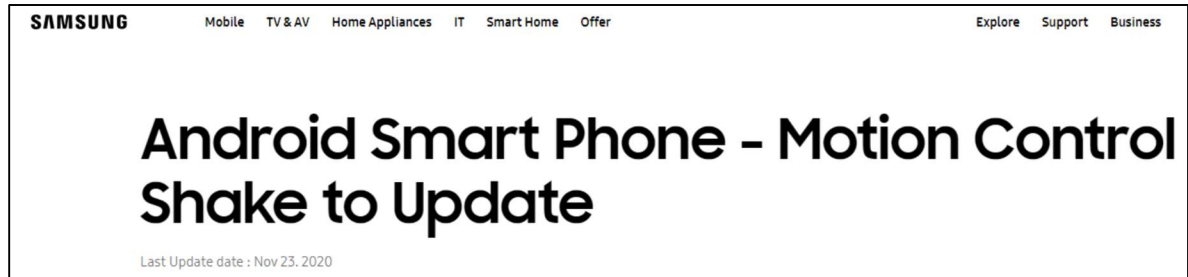 SAMSUNG Mobile TV & AV Home Appliances IT Smart Home Offer Explore Support Business
Android Smart Phone - Motion Control
Shake to Update
Last Update date : Nov 23. 2020